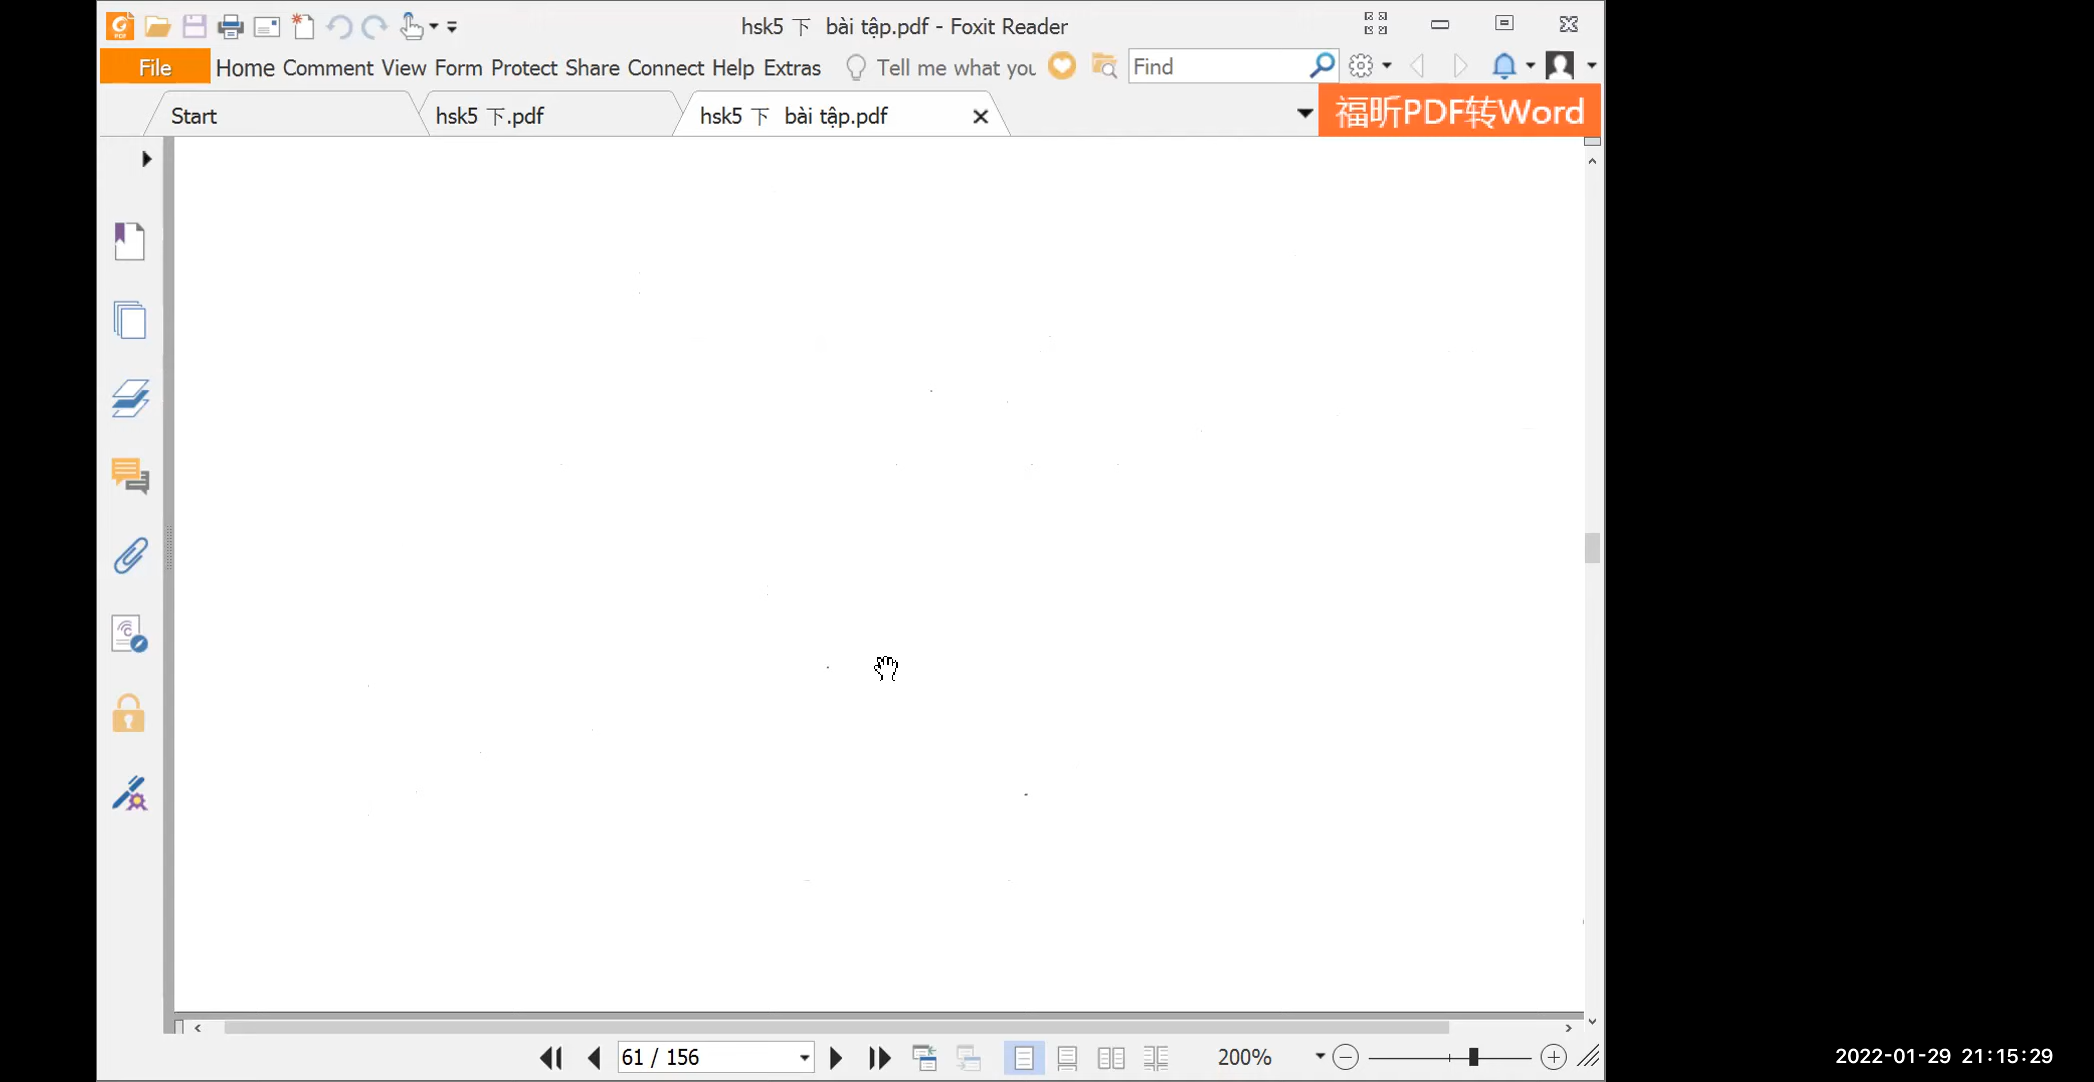 hsk5 下 bài tập.pdf - Foxit Reader
File Home Comment View Form Protect Share Connect Help Extras Tell me what you Find
Start hsk5 下.pdf hsk5 下 bài tập.pdf 福昕PDF转Word
61 / 156 200%
2022-01-29 21:15:29